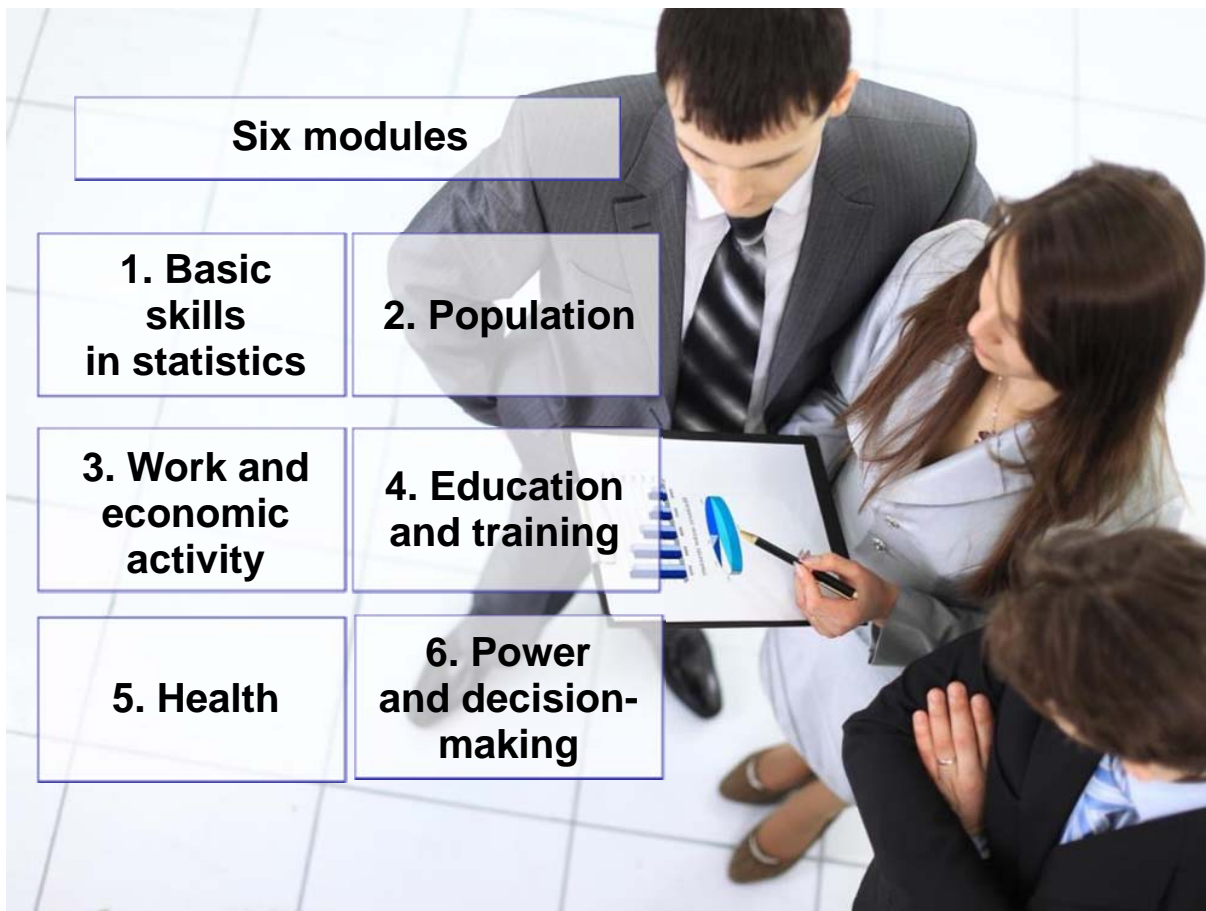 Six modules
1. Basic
skills
in statistics
2. Population
3. Work and
economic
activity
4. Education
and training
5. Health
6. Power
and decision-
making